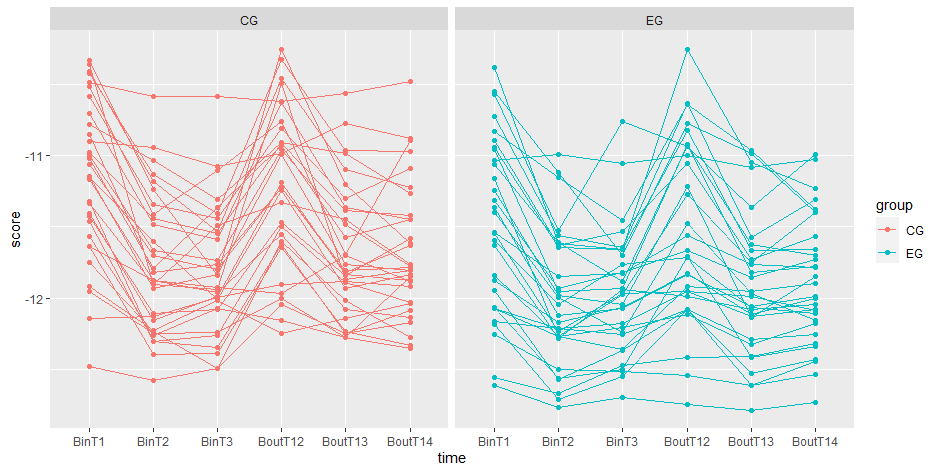 CG
EG
-11
-12
score
BinT1
BinT2
BinT3
BoutT12
BoutT13
BoutT14
BinT1
BinT2
BinT3
BoutT12
BoutT13
BoutT14
time
group
CG
EG